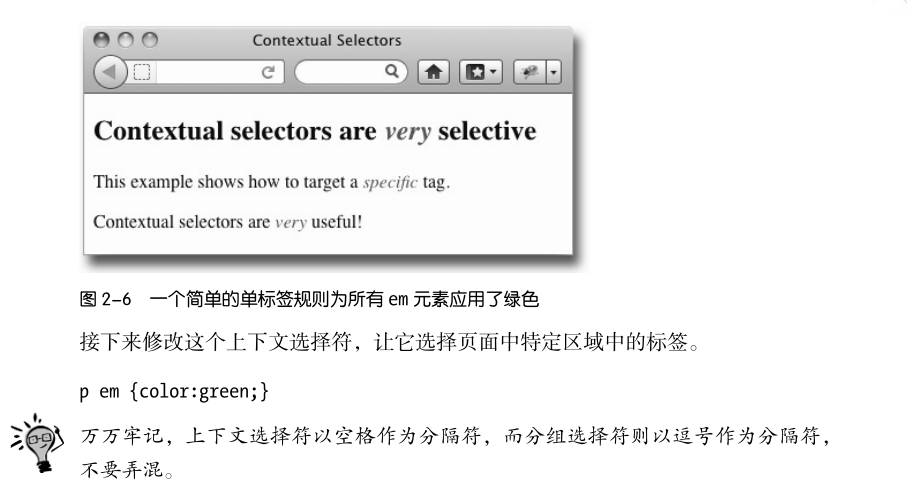 Contextual Selectors
Contextual selectors are very selective
This example shows how to target a specific tag.
Contextual selectors are very useful!
图 2–6 一个简单的单标签规则为所有 em 元素应用了绿色
接下来修改这个上下文选择符，让它选择页面中特定区域中的标签。
p em {color:green;}
万万牢记，上下文选择符以空格作为分隔符，而分组选择符则以逗号作为分隔符，
不要弄混。